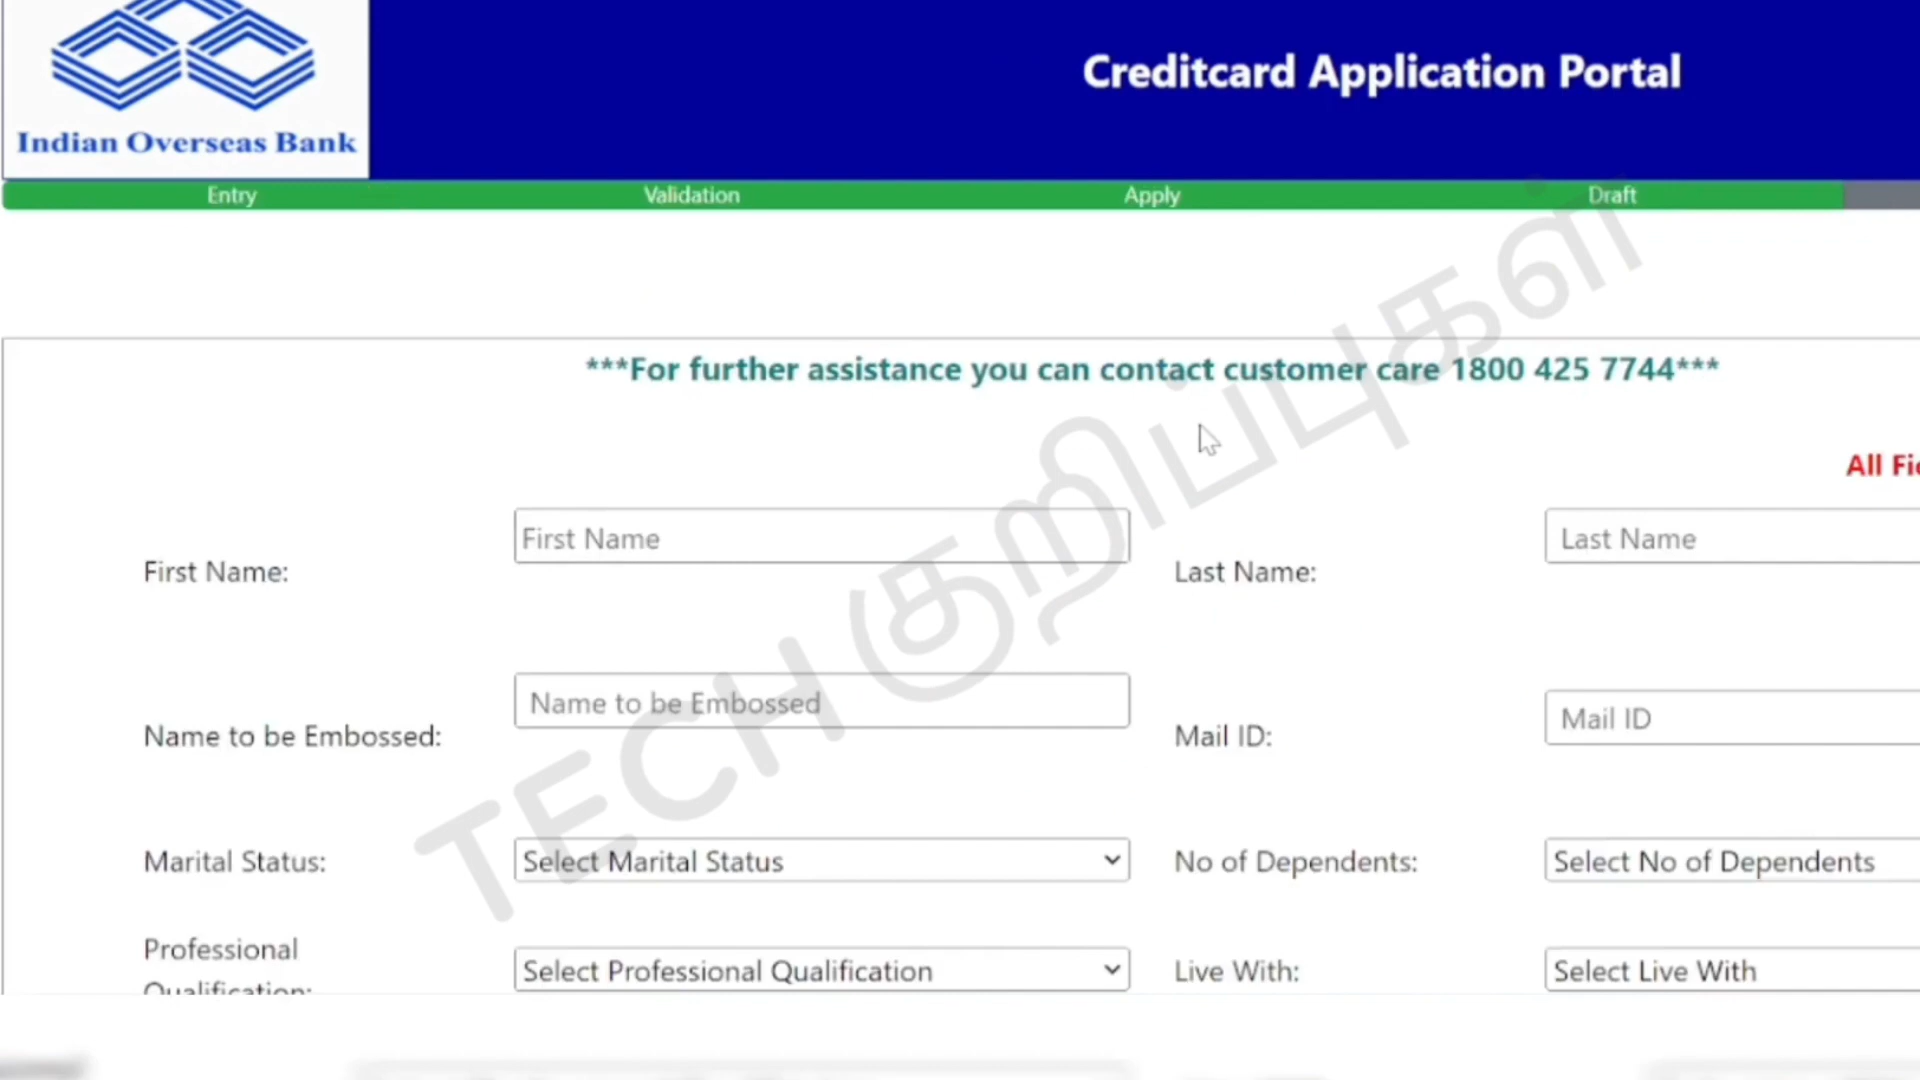 Indian Overseas Bank
Creditcard Application Portal
Entry Validation Apply Draft
***For further assistance you can contact customer care 1800 425 7744***
All
First Name: First Name Last Name: Last Name
Name to be Embossed: Name to be Embossed Mail ID: Mail ID
Marital Status: Select Marital Status No of Dependents: Select No of Dependents
Professional Qualification: Select Professional Qualification Live With: Select Live With
TECH குறிப்புகள்